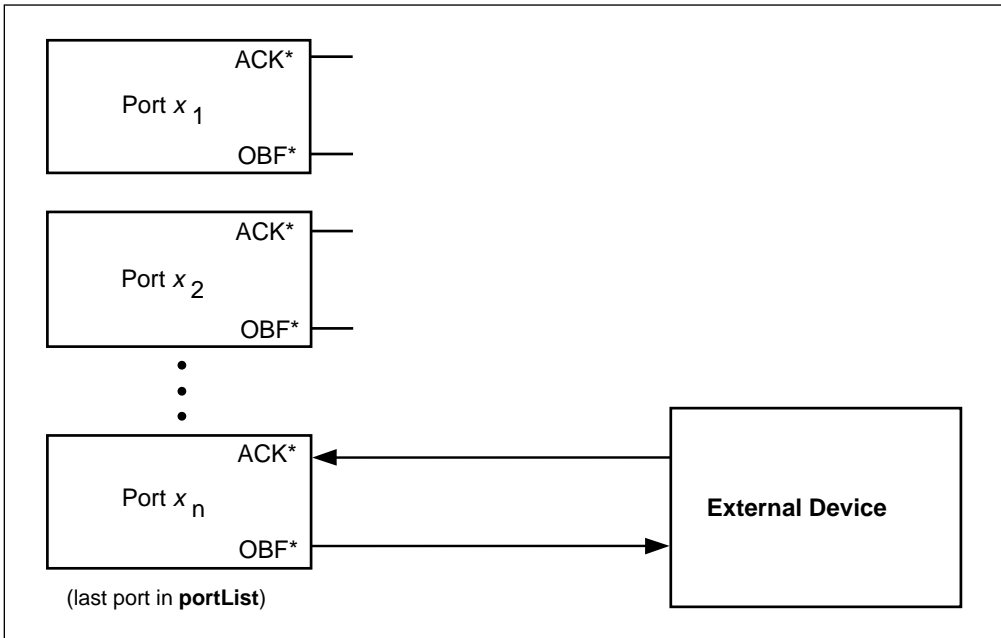 ACK*
Port x 1
OBF*
ACK*
Port x 2
OBF*
ACK*
Port x n
OBF*
External Device
(last port in portList)